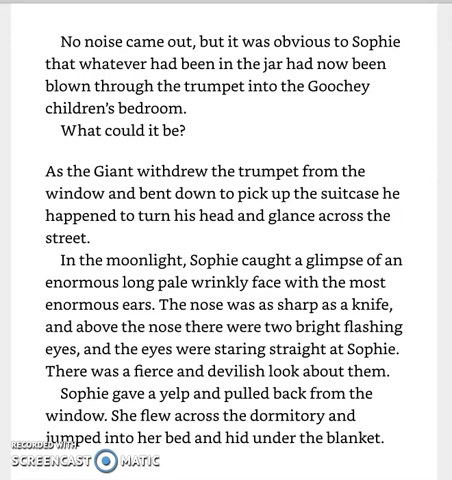 No noise came out, but it was obvious to Sophie
that whatever had been in the jar had now been
blown through the trumpet into the Goochey
children's bedroom.
What could it be?
As the Giant withdrew the trumpet from the
window and bent down to pick up the suitcase he
happened to turn his head and glance across the
street.
In the moonlight, Sophie caught a glimpse of an
enormous long pale wrinkly face with the most
enormous ears. The nose was as sharp as a knife,
and above the nose there were two bright flashing
eyes, and the eyes were staring straight at Sophie.
There was a fierce and devilish look about them.
Sophie gave a yelp and pulled back from the
window. She flew across the dormitory and
jumped into her bed and hid under the blanket.
RECORDED WITH
SCREENCAST MATIC